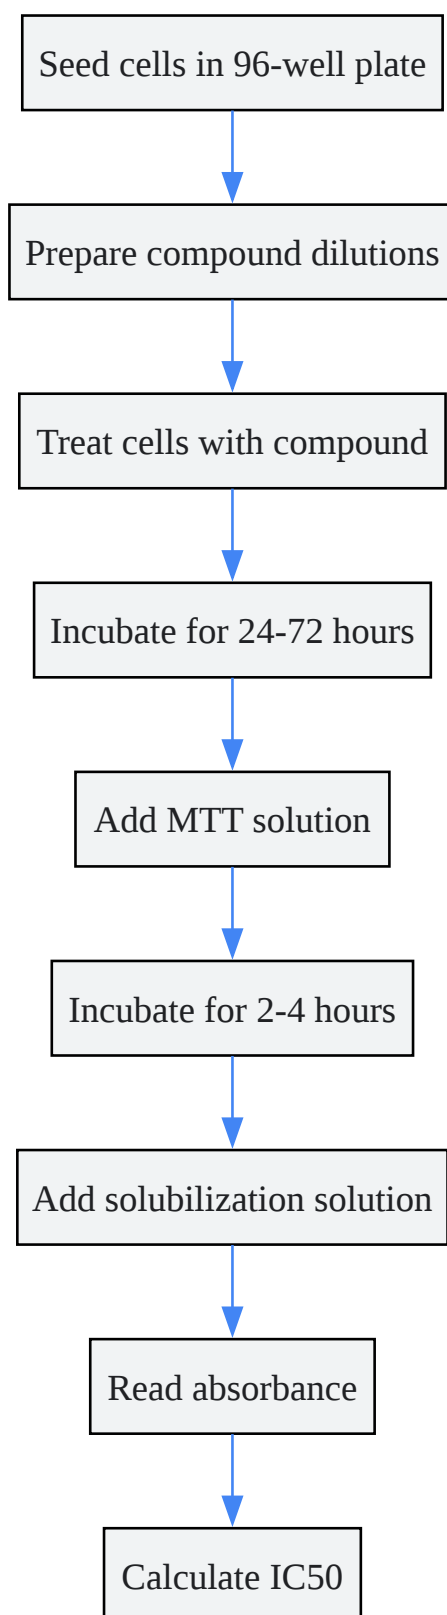 Seed cells in 96-well plate
Prepare compound dilutions
Treat cells with compound
Incubate for 24-72 hours
Add MTT solution
Incubate for 2-4 hours
Add solubilization solution
Read absorbance
Calculate IC50